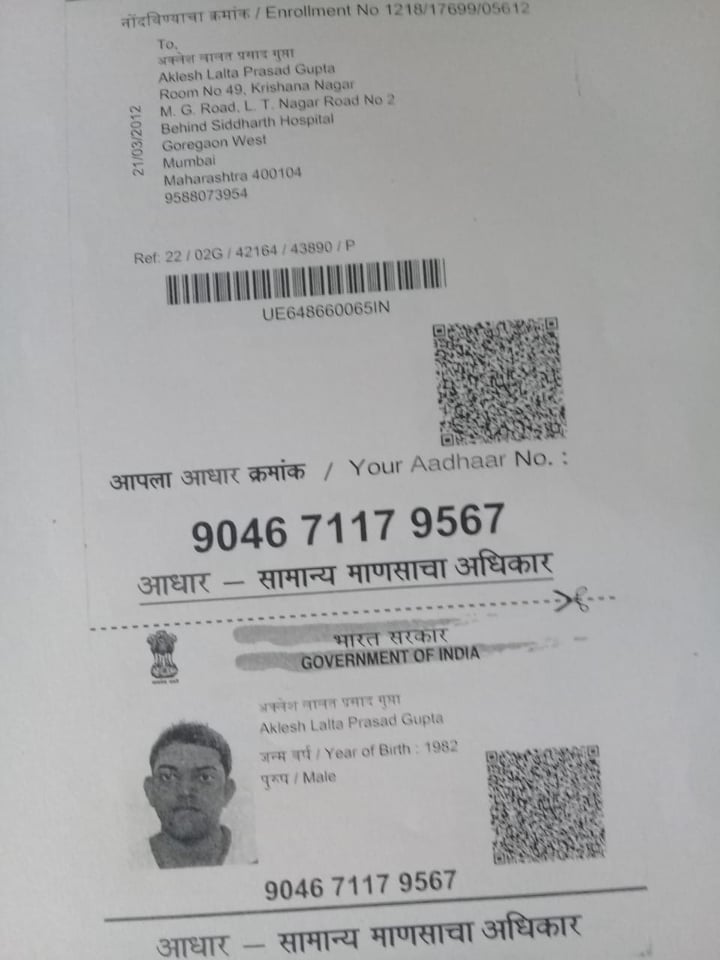 नोंदविण्याचा क्रमांक / Enrollment No 1218/17699/05612
To,
अक्लेश लालत प्रसाद गुप्ता
Aklesh Lalta Prasad Gupta
Room No 49, Krishana Nagar
M. G. Road, L. T. Nagar Road No 2
Behind Siddharth Hospital
Goregaon West
Mumbai
Maharashtra 400104
9588073954
21/03/2012
Ref: 22 / 02G / 42164 / 43890 / P
UE648660065IN
आपला आधार क्रमांक / Your Aadhaar No. :
9046 7117 9567
आधार – सामान्य माणसाचा अधिकार
भारत सरकार
GOVERNMENT OF INDIA
अक्लेश लालत प्रसाद गुप्ता
Aklesh Lalta Prasad Gupta
जन्म वर्ष / Year of Birth : 1982
पुरुष / Male
9046 7117 9567
आधार – सामान्य माणसाचा अधिकार